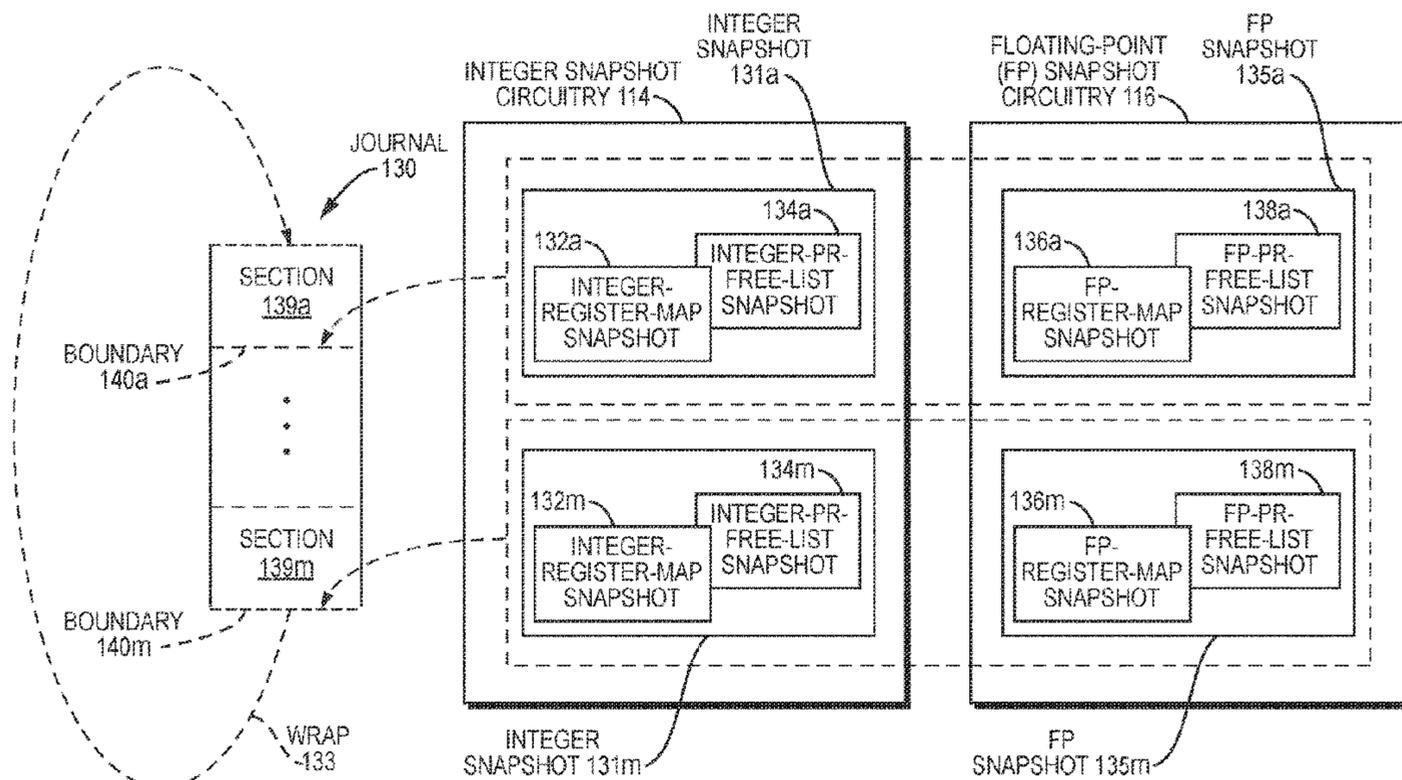 INTEGER
SNAPSHOT
131a
FP
SNAPSHOT
135a
INTEGER SNAPSHOT
CIRCUITRY 114
FLOATING-POINT
(FP) SNAPSHOT
CIRCUITRY 116
JOURNAL
130
SECTION
139a
BOUNDARY
140a
SECTION
139m
BOUNDARY
140m
WRAP
133
132a
134a
INTEGER-PR-
FREE-LIST
SNAPSHOT
INTEGER-
REGISTER-MAP
SNAPSHOT
136a
138a
FP-PR-
FREE-LIST
SNAPSHOT
FP-
REGISTER-MAP
SNAPSHOT
132m
134m
INTEGER-PR-
FREE-LIST
SNAPSHOT
INTEGER-
REGISTER-MAP
SNAPSHOT
136m
138m
FP-PR-
FREE-LIST
SNAPSHOT
FP-
REGISTER-MAP
SNAPSHOT
INTEGER
SNAPSHOT 131m
FP
SNAPSHOT 135m